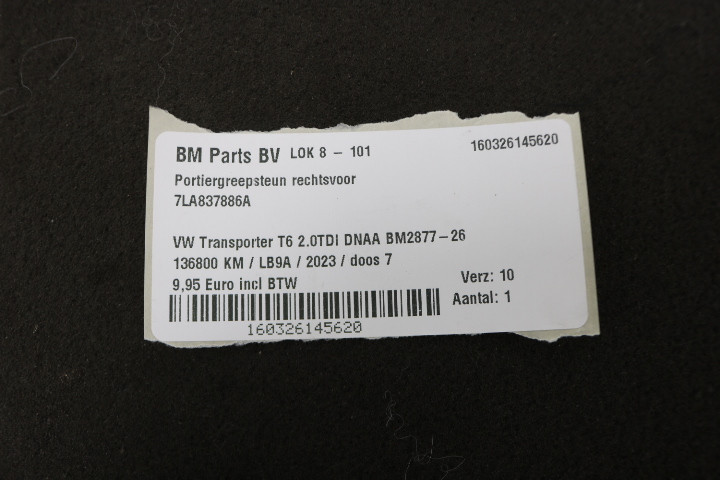 BM Parts BV LOK 8 - 101 160326145620
Portiergreepsteun rechtsvoor
7LA837886A
VW Transporter T6 2.0TDI DNAA BM2877-26
136800 KM / LB9A / 2023 / doos 7
9,95 Euro incl BTW Verz: 10
Aantal: 1
160326145620